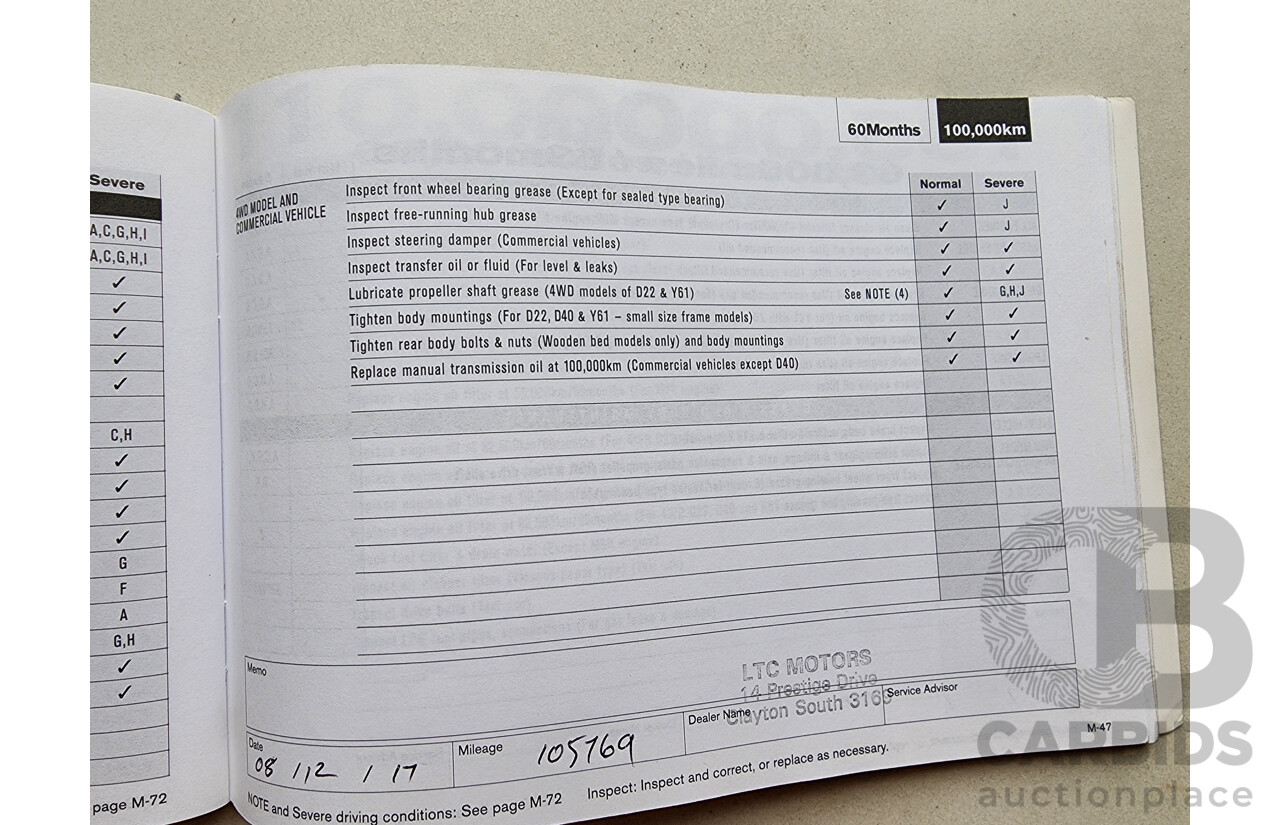 Severe
A,C,G,H,I
A,C,G,H,I
✓
✓
✓
✓
✓
C,H
✓
✓
✓
✓
G
F
A
G,H
✓
✓
page M-72
60Months 100,000km
Normal Severe
4WD MODEL AND
COMMERCIAL VEHICLE
Inspect front wheel bearing grease (Except for sealed type bearing) ✓ J
Inspect free-running hub grease ✓ J
Inspect steering damper (Commercial vehicles) ✓ ✓
Inspect transfer oil or fluid (For level & leaks) ✓ ✓
Lubricate propeller shaft grease (4WD models of D22 & Y61) See NOTE (4) ✓ G,H,J
Tighten body mountings (For D22, D40 & Y61 – small size frame models) ✓ ✓
Tighten rear body bolts & nuts (Wooden bed models only) and body mountings ✓ ✓
Replace manual transmission oil at 100,000km (Commercial vehicles except D40) ✓ ✓
Memo
LTC MOTORS
14 Prestige Drive
Clayton South 3169
Date 08 / 12 / 17
Mileage 105769
Dealer Name
Service Advisor
M-47
NOTE and Severe driving conditions: See page M-72 Inspect: Inspect and correct, or replace as necessary.
CARBIDS
auctionplace